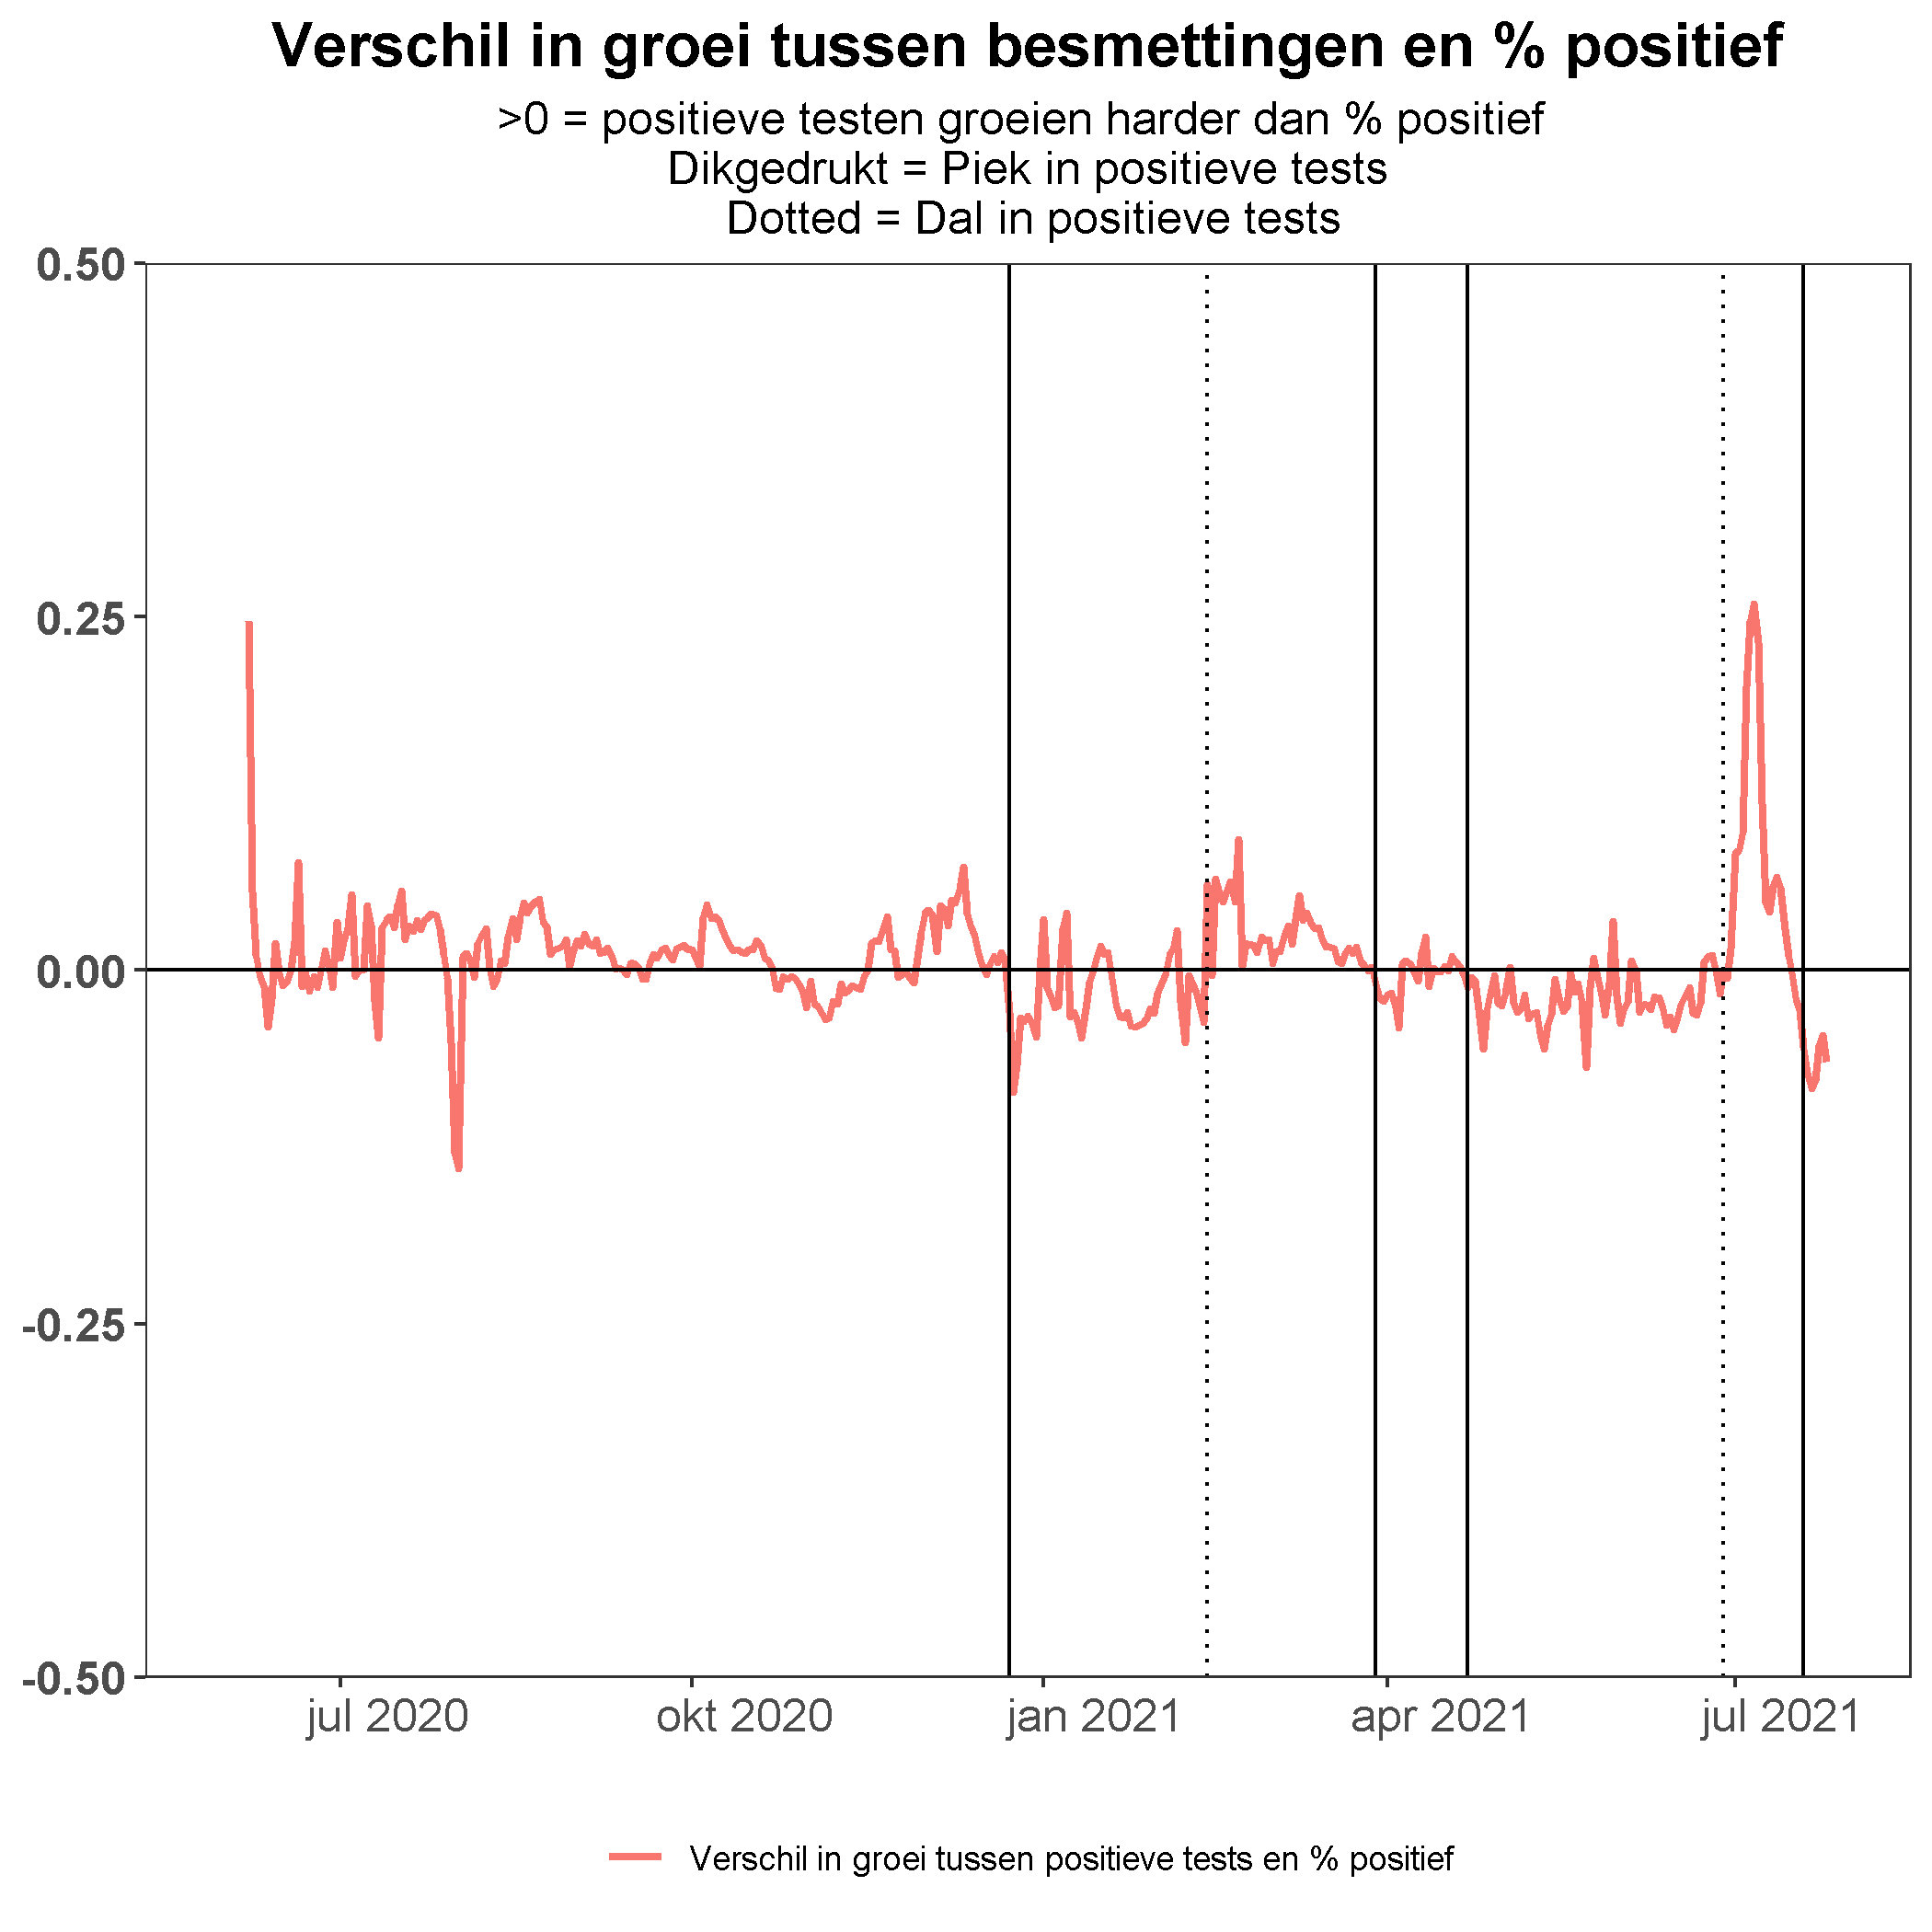 Verschil in groei tussen besmettingen en % positief
>0 = positieve testen groeien harder dan % positief
Dikgedrukt = Piek in positieve tests
Dotted = Dal in positieve tests
0.50
0.25
0.00
-0.25
-0.50
jul 2020
okt 2020
jan 2021
apr 2021
jul 2021
Verschil in groei tussen positieve tests en % positief